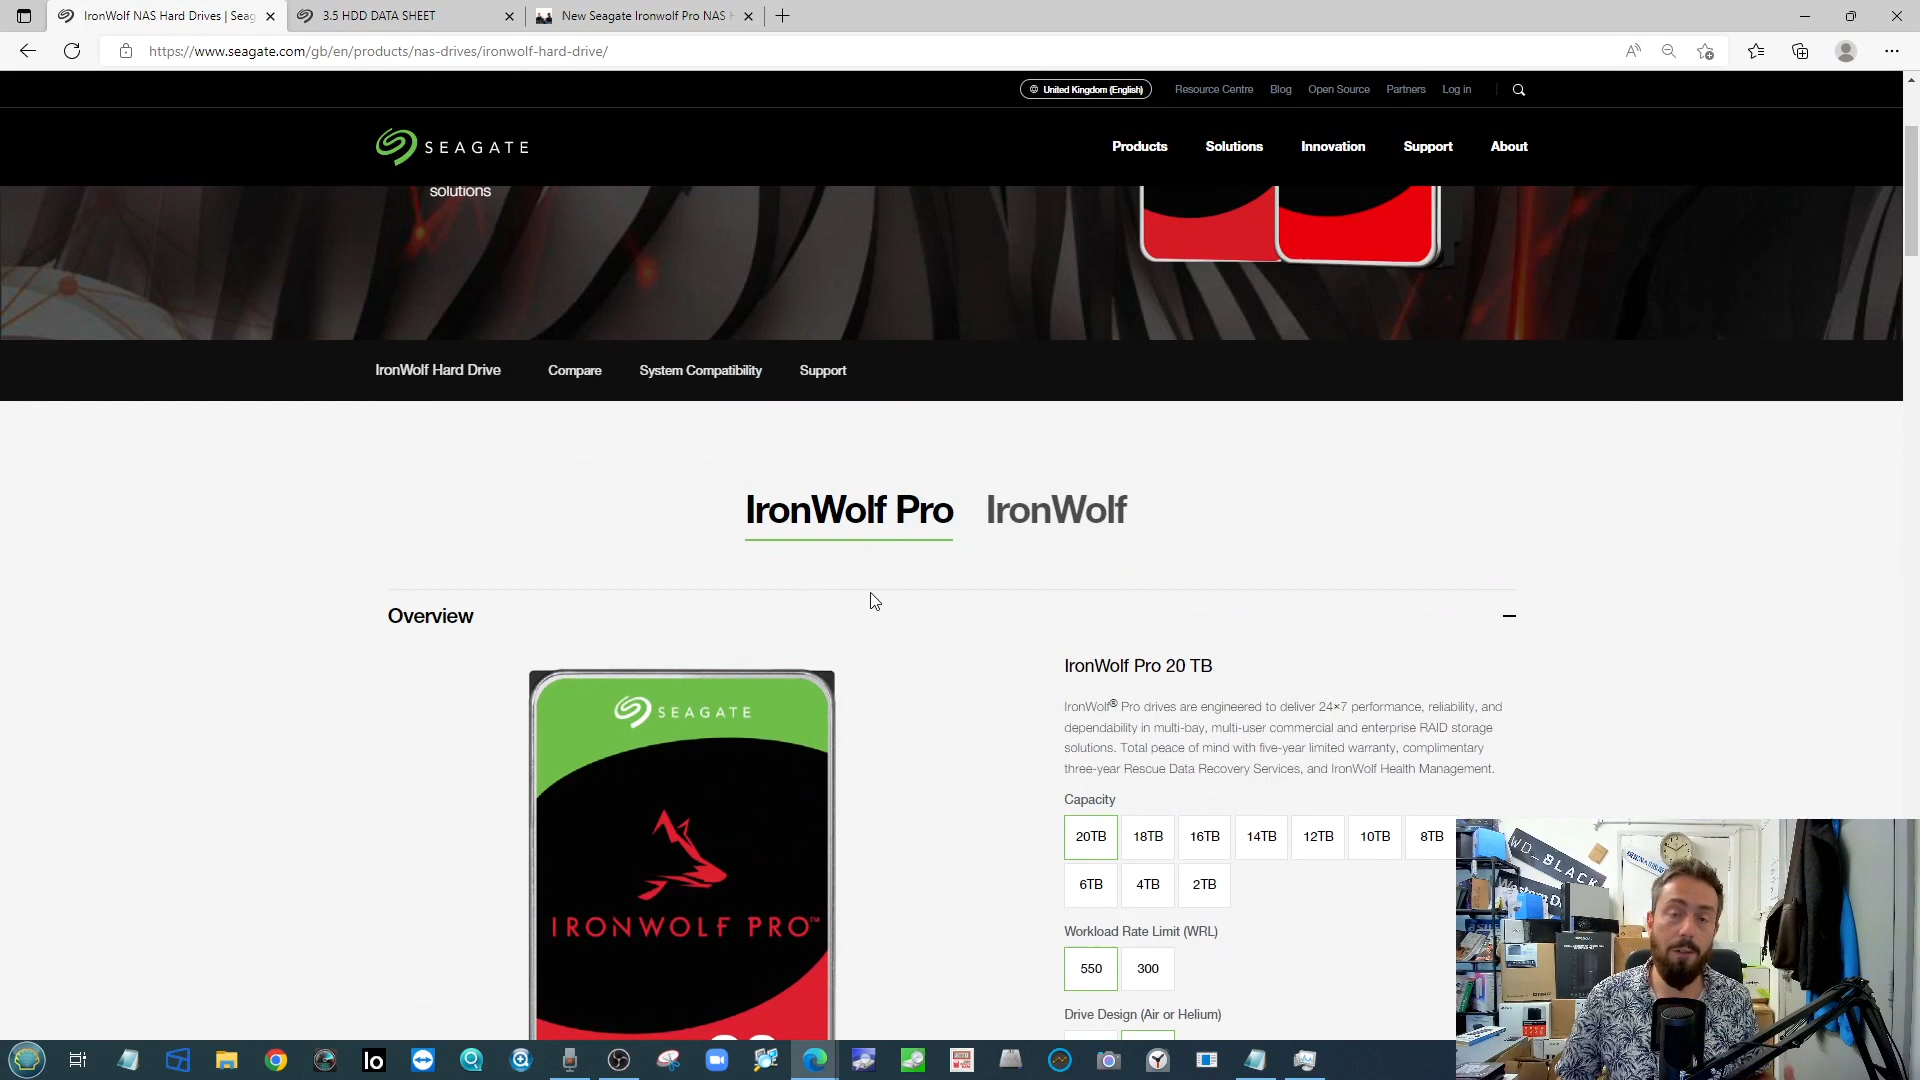 IronWolf NAS Hard Drives | Seag
3.5 HDD DATA SHEET
New Seagate Ironwolf Pro NAS H
https://www.seagate.com/gb/en/products/nas-drives/ironwolf-hard-drive/
United Kingdom (English)
Resource Centre
Blog
Open Source
Partners
Log in
SEAGATE
Products
Solutions
Innovation
Support
About
solutions
IronWolf Hard Drive
Compare
System Compatibility
Support
IronWolf Pro
IronWolf
Overview
SEAGATE
IRONWOLF PRO™
IronWolf Pro 20 TB
IronWolf® Pro drives are engineered to deliver 24×7 performance, reliability, and
dependability in multi-bay, multi-user commercial and enterprise RAID storage
solutions. Total peace of mind with five-year limited warranty, complimentary
three-year Rescue Data Recovery Services, and IronWolf Health Management.
Capacity
20TB
18TB
16TB
14TB
12TB
10TB
8TB
6TB
4TB
2TB
Workload Rate Limit (WRL)
550
300
Drive Design (Air or Helium)
WD_BLACK
Western D
Io